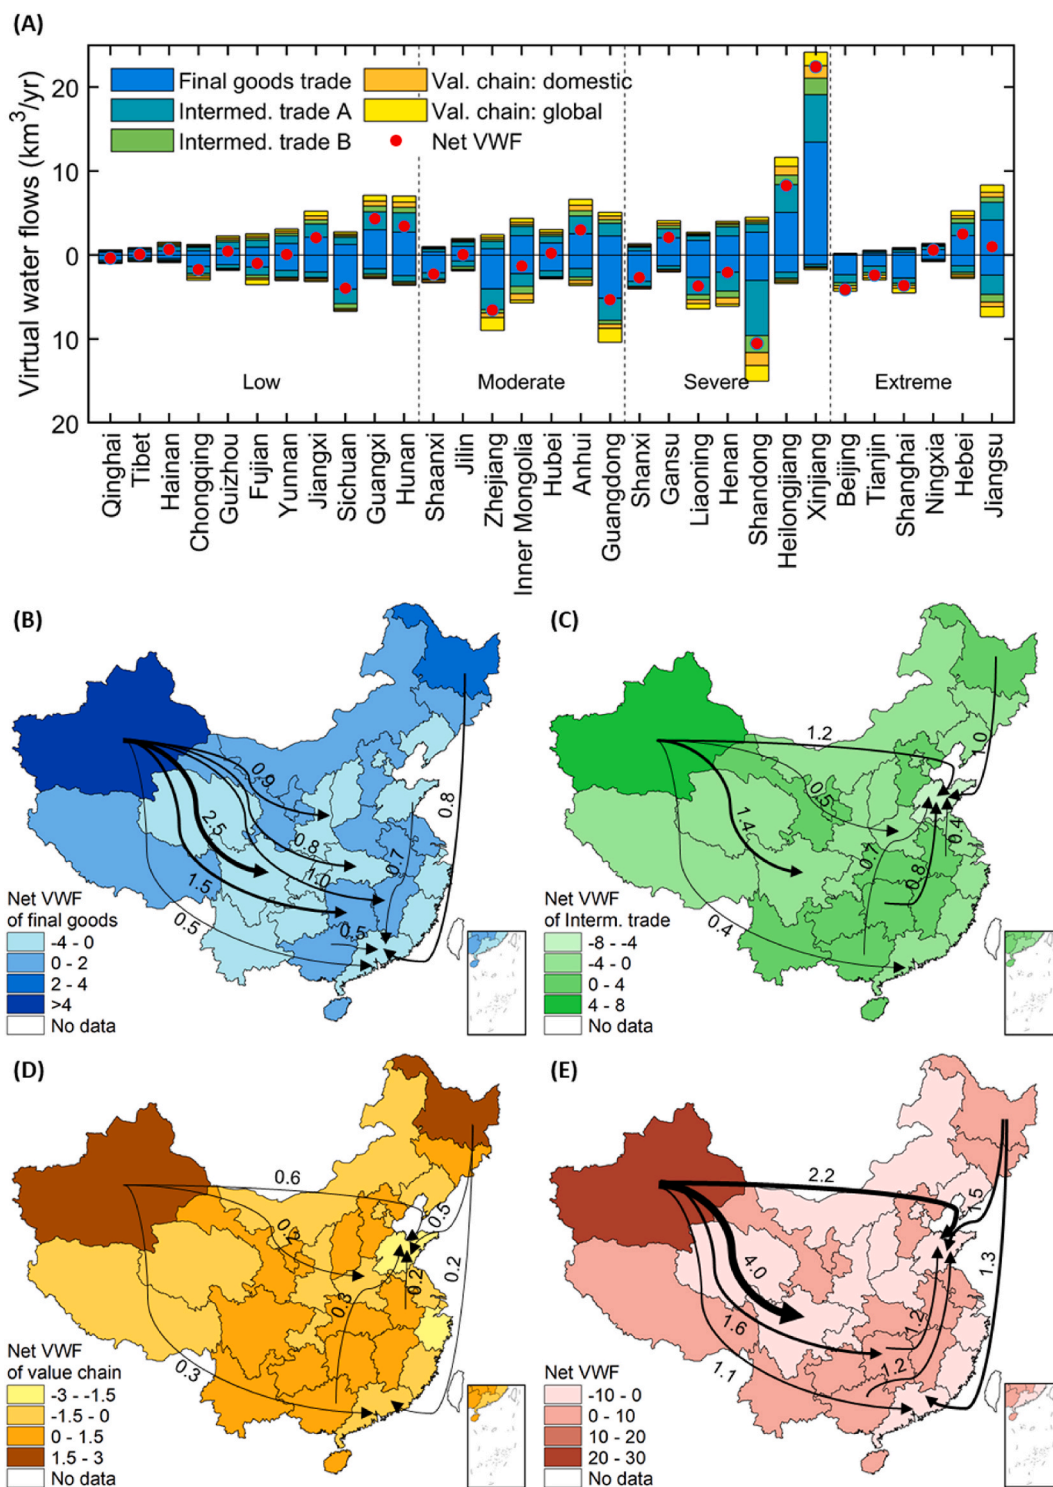 (A)
Virtual water flows (km³/yr)
20
10
0
10
20
Final goods trade
Intermed. trade A
Intermed. trade B
Val. chain: domestic
Val. chain: global
Net VWF
Low
Moderate
Severe
Extreme
Qinghai
Tibet
Hainan
Chongqing
Guizhou
Fujian
Yunnan
Jiangxi
Sichuan
Guangxi
Hunan
Shaanxi
Jilin
Zhejiang
Inner Mongolia
Hubei
Anhui
Guangdong
Shanxi
Gansu
Liaoning
Henan
Shandong
Heilongjiang
Xinjiang
Beijing
Tianjin
Shanghai
Ningxia
Hebei
Jiangsu
(B)
0.9
0.8
2.5
0.8
1.0
0.7
1.5
0.5
0.5
Net VWF
of final goods
-4 - 0
0 - 2
2 - 4
>4
No data
(C)
1.2
1.0
0.5
1.4
0.7
0.4
0.8
0.4
Net VWF
of Interm. trade
-8 - -4
-4 - 0
0 - 4
4 - 8
No data
(D)
0.6
0.5
0.2
0.2
0.2
0.3
0.3
Net VWF
of value chain
-3 - -1.5
-1.5 - 0
0 - 1.5
1.5 - 3
No data
(E)
2.2
1.5
4.0
1.3
1.6
1.2
1.2
1.1
Net VWF
-10 - 0
0 - 10
10 - 20
20 - 30
No data